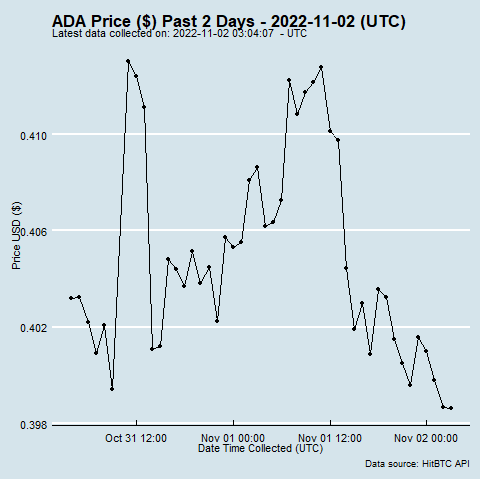 ADA Price ($) Past 2 Days - 2022-11-02 (UTC)
Latest data collected on: 2022-11-02 03:04:07 - UTC
0.410
0.406
0.402
0.398
Price USD ($)
Oct 31 12:00
Nov 01 00:00
Nov 01 12:00
Nov 02 00:00
Date Time Collected (UTC)
Data source: HitBTC API